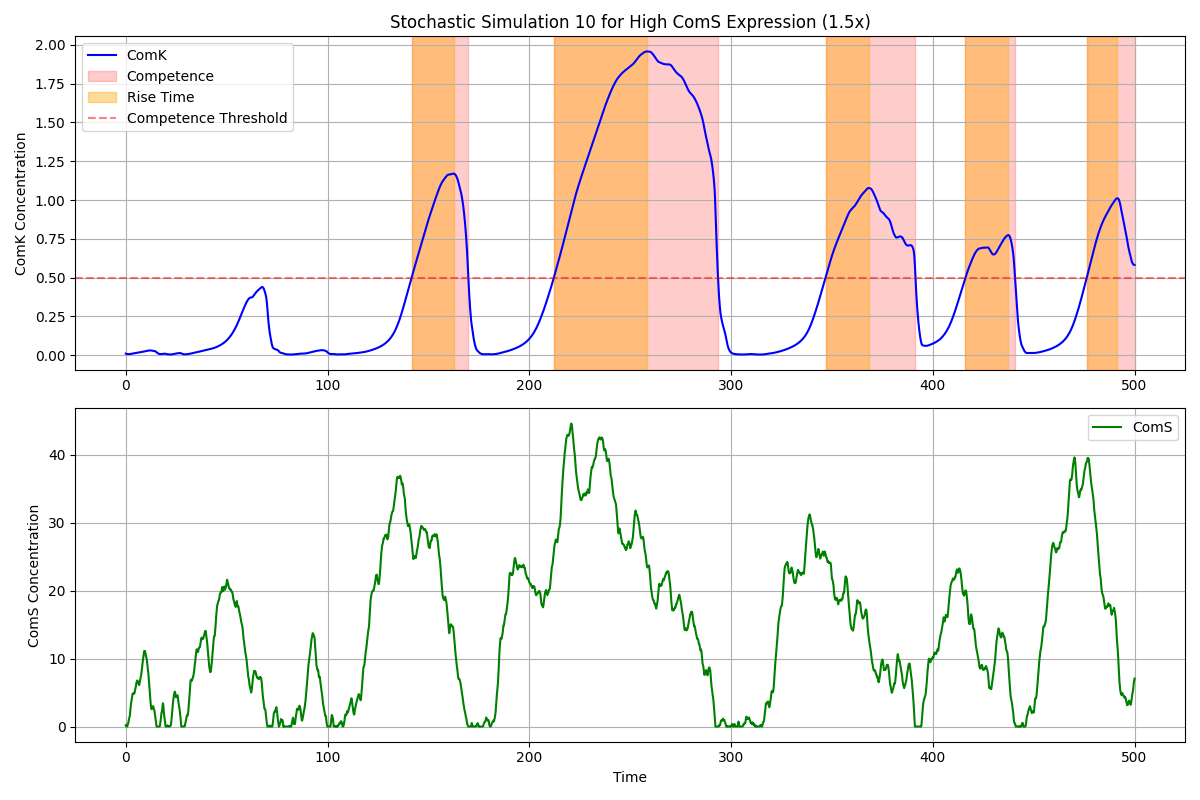 Stochastic Simulation 10 for High ComS Expression (1.5x)
ComK Concentration
2.00
1.75
1.50
1.25
1.00
0.75
0.50
0.25
0.00
ComK
Competence
Rise Time
Competence Threshold
0 100 200 300 400 500
ComS Concentration
40
30
20
10
0
ComS
0 100 200 300 400 500
Time